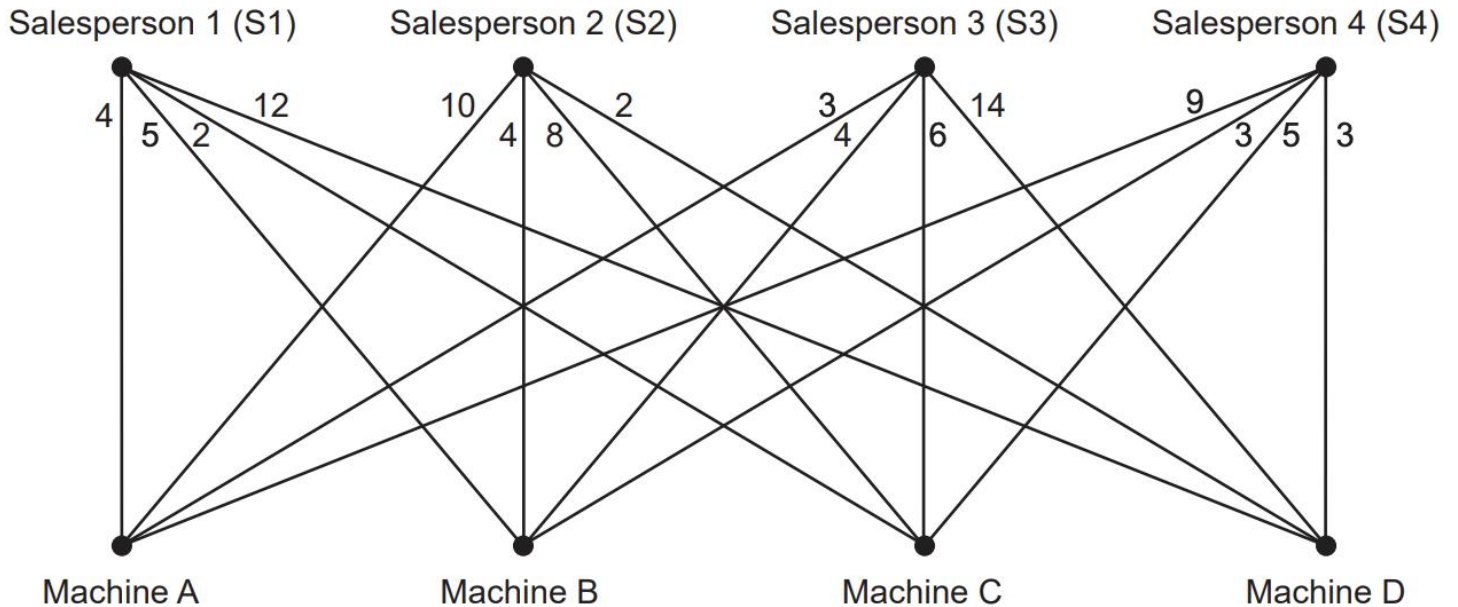 Salesperson 1 (S1) Salesperson 2 (S2) Salesperson 3 (S3) Salesperson 4 (S4)
4 12 10 2 3 14 9
5 2 4 8 4 6 3 5 3
Machine A Machine B Machine C Machine D